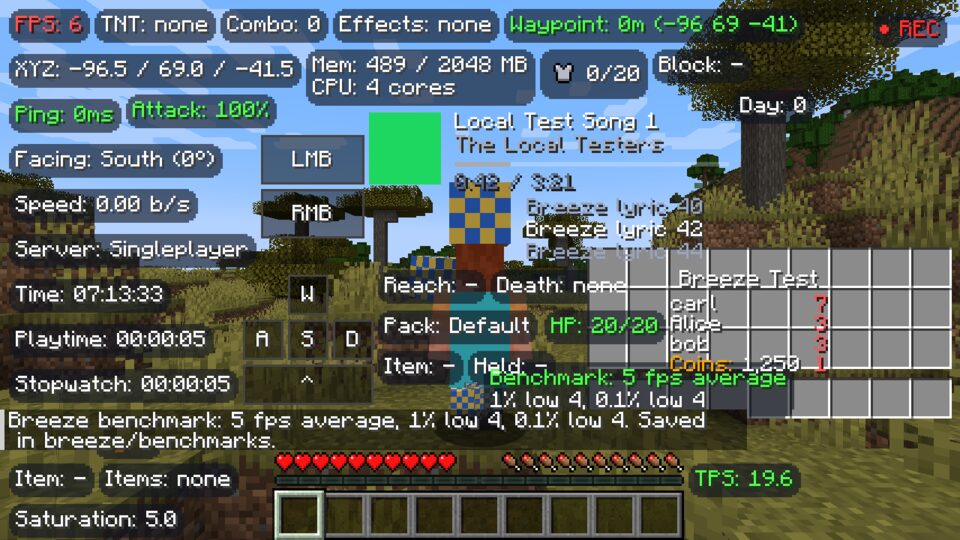 FPS: 6 TNT: none Combo: 0 Effects: none Waypoint: 0m (-96 69 -41) REC
XYZ: -96.5 / 69.0 / -41.5 Mem: 489 / 2048 MB 0/20 Block: -
CPU: 4 cores
Day: 0
Ping: 0ms Attack: 100%
Local Test Song 1
The Local Testers
Facing: South (0°) LMB
0:42 / 3:21
Speed: 0.00 b/s RMB
Breeze lyric 40
Breeze lyric 42
Breeze lyric 44
Server: Singleplayer
Breeze Test
Time: 07:13:33 W Reach: - Death: none
carl 7
Alice 3
bob 3
Coins: 1,250 1
Playtime: 00:00:05 A S D Pack: Default HP: 20/20
Item: - Held: -
Stopwatch: 00:00:05 ^
Benchmark: 5 fps average
1% low 4, 0.1% low 4
Breeze benchmark: 5 fps average, 1% low 4, 0.1% low 4. Saved
in breeze/benchmarks.
Item: - Items: none TPS: 19.6
Saturation: 5.0